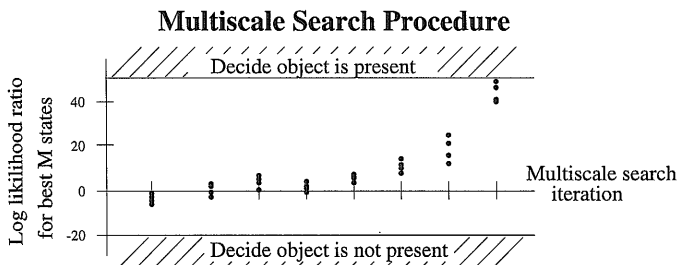 Multiscale Search Procedure
Decide object is present
Log likilihood ratio
for best M states
40
20
0
-20
Multiscale search
iteration
Decide object is not present